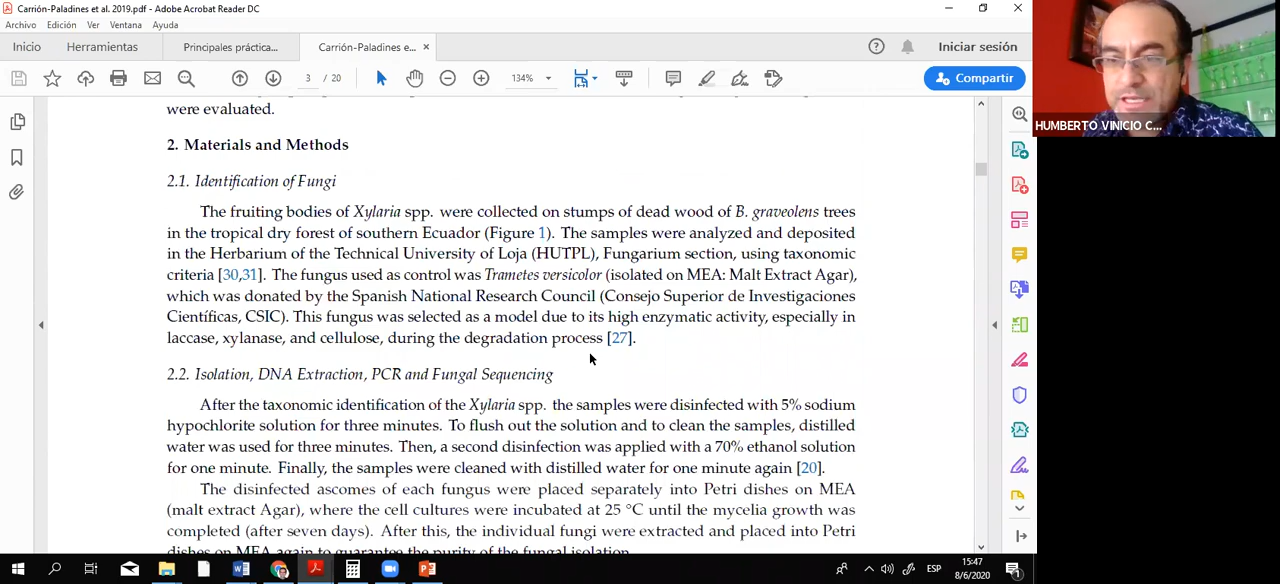 Carrión-Paladines et al. 2019.pdf - Adobe Acrobat Reader DC
Archivo Edición Ver Ventana Ayuda
Inicio Herramientas Principales práctica... Carrión-Paladines e... × Iniciar sesión
3 / 20 134% Compartir
HUMBERTO VINICIO C...
were evaluated.
2. Materials and Methods
2.1. Identification of Fungi
The fruiting bodies of Xylaria spp. were collected on stumps of dead wood of B. graveolens trees
in the tropical dry forest of southern Ecuador (Figure 1). The samples were analyzed and deposited
in the Herbarium of the Technical University of Loja (HUTPL), Fungarium section, using taxonomic
criteria [30,31]. The fungus used as control was Trametes versicolor (isolated on MEA: Malt Extract Agar),
which was donated by the Spanish National Research Council (Consejo Superior de Investigaciones
Científicas, CSIC). This fungus was selected as a model due to its high enzymatic activity, especially in
laccase, xylanase, and cellulose, during the degradation process [27].
2.2. Isolation, DNA Extraction, PCR and Fungal Sequencing
After the taxonomic identification of the Xylaria spp. the samples were disinfected with 5% sodium
hypochlorite solution for three minutes. To flush out the solution and to clean the samples, distilled
water was used for three minutes. Then, a second disinfection was applied with a 70% ethanol solution
for one minute. Finally, the samples were cleaned with distilled water for one minute again [20].
The disinfected ascomes of each fungus were placed separately into Petri dishes on MEA
(malt extract Agar), where the cell cultures were incubated at 25 °C until the mycelia growth was
completed (after seven days). After this, the individual fungi were extracted and placed into Petri
dishes on MEA again to guarantee the purity of the fungal isolation.
ESP 15:47
8/6/2020 1